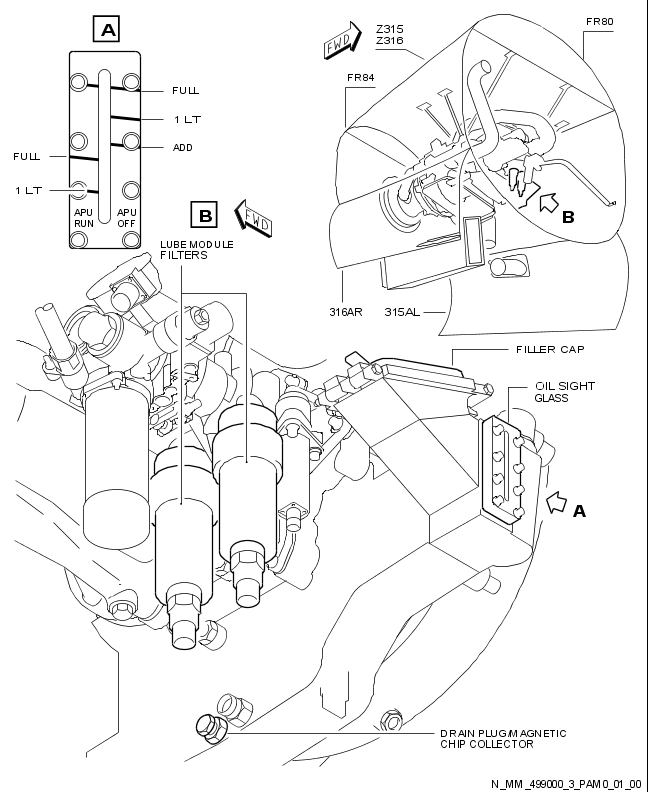 A
FULL
1 LT
ADD
FULL
1 LT
APU
RUN
APU
OFF
FWD
Z315
Z316
FR80
FR84
B
316AR
315AL
B
FWD
LUBE MODULE
FILTERS
FILLER CAP
OIL SIGHT
GLASS
A
DRAIN PLUG/MAGNETIC
CHIP COLLECTOR
N_MM_499000_3_PAM0_01_00